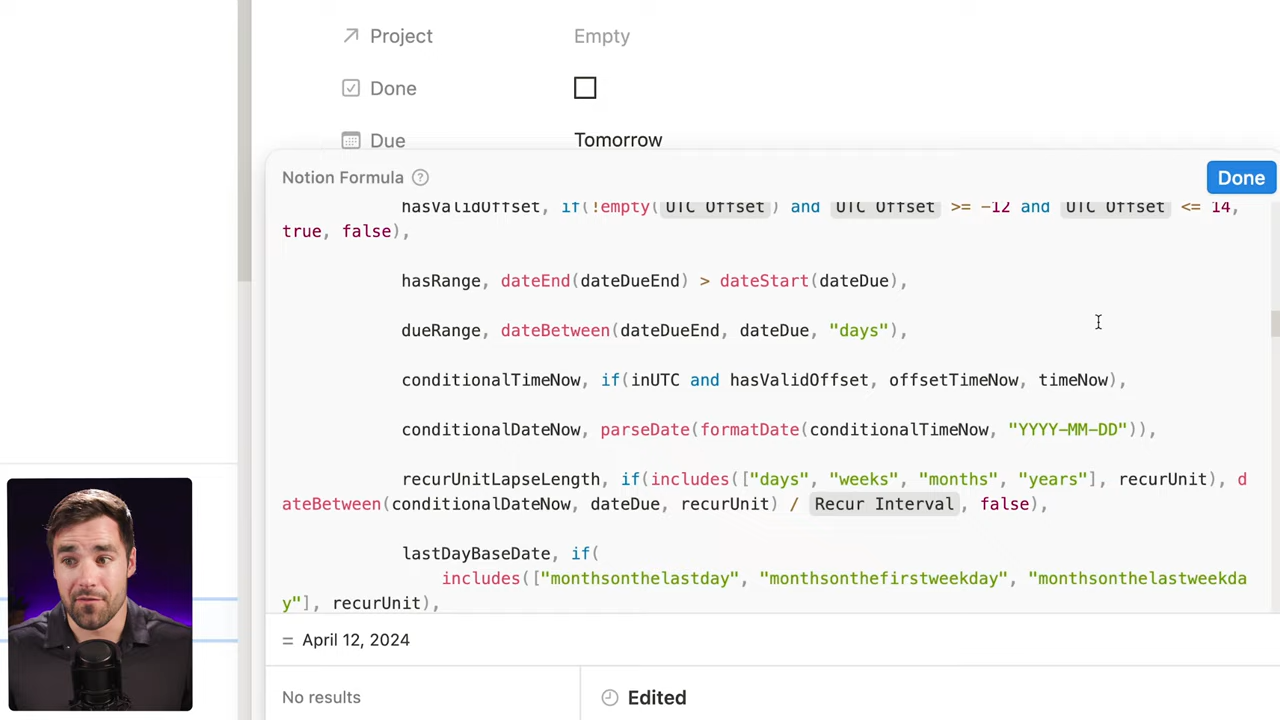 Project Empty
Done
Due Tomorrow
Notion Formula ? Done
hasValidOffset, if(!empty( UTC Offset ) and UTC Offset >= -12 and UTC Offset <= 14,
true, false),
hasRange, dateEnd(dateDueEnd) > dateStart(dateDue),
dueRange, dateBetween(dateDueEnd, dateDue, "days"),
conditionalTimeNow, if(inUTC and hasValidOffset, offsetTimeNow, timeNow),
conditionalDateNow, parseDate(formatDate(conditionalTimeNow, "YYYY-MM-DD")),
recurUnitLapseLength, if(includes(["days", "weeks", "months", "years"], recurUnit), d
ateBetween(conditionalDateNow, dateDue, recurUnit) / Recur Interval , false),
lastDayBaseDate, if(
includes(["monthsonthelastday", "monthsonthefirstweekday", "monthsonthelastweekda
y"], recurUnit),
= April 12, 2024
No results Edited